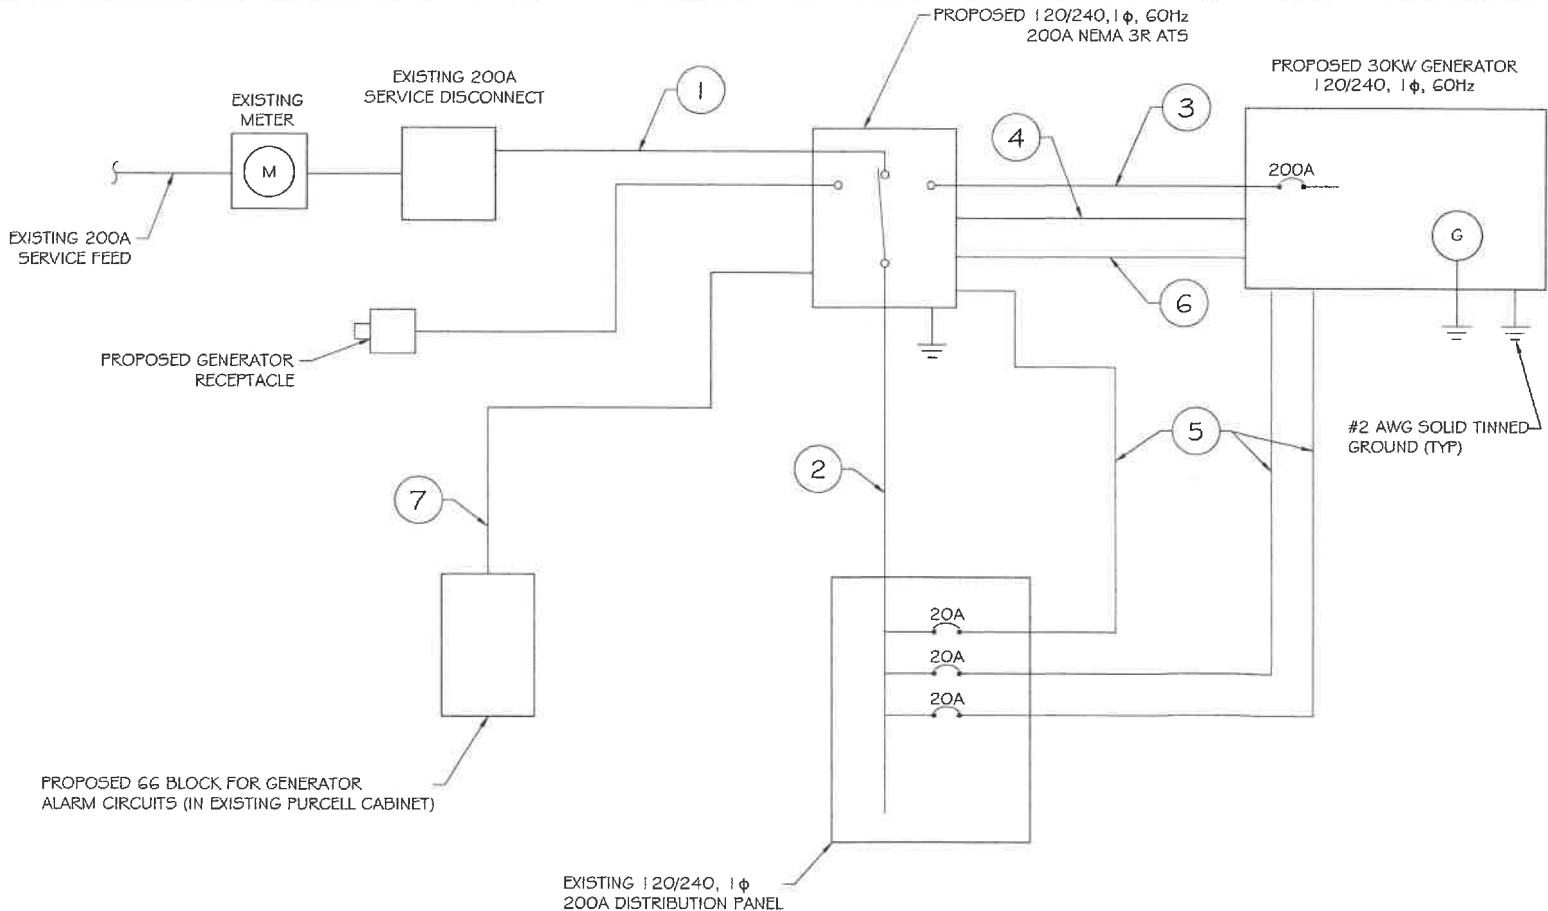 PROPOSED 120/240, 1ϕ, 60Hz
200A NEMA 3R ATS
PROPOSED 30KW GENERATOR
120/240, 1ϕ, 60Hz
EXISTING 200A
SERVICE DISCONNECT
EXISTING
METER
1
3
4
M
200A
EXISTING 200A
SERVICE FEED
G
6
PROPOSED GENERATOR
RECEPTACLE
#2 AWG SOLID TINNED
GROUND (TYP)
5
2
7
20A
20A
20A
PROPOSED 66 BLOCK FOR GENERATOR
ALARM CIRCUITS (IN EXISTING PURCELL CABINET)
EXISTING 120/240, 1ϕ
200A DISTRIBUTION PANEL